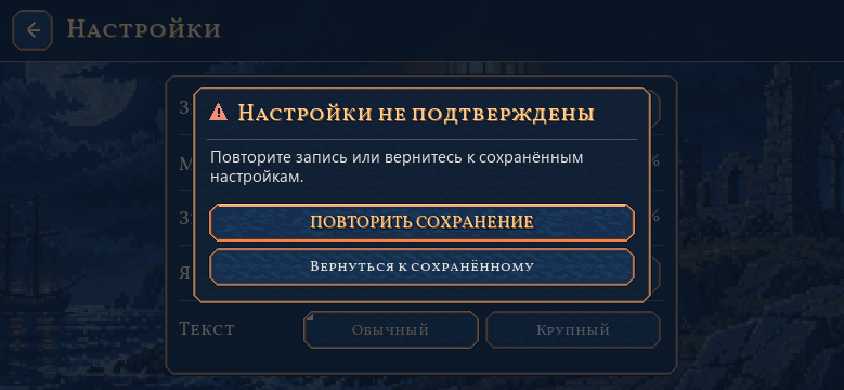 Настройки
Настройки не подтверждены
Повторите запись или вернитесь к сохранённым
настройкам.
ПОВТОРИТЬ СОХРАНЕНИЕ
Вернуться к сохранённому
Текст
Обычный
Крупный